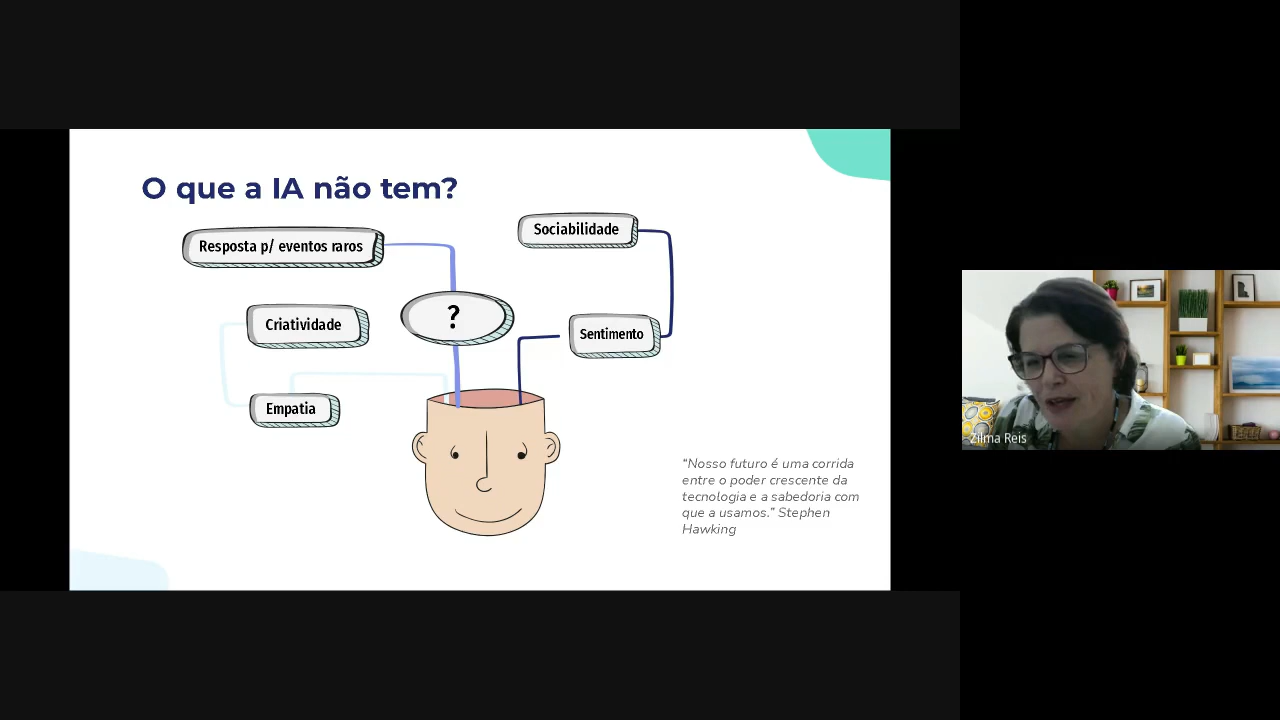 O que a IA não tem?
Resposta p/ eventos raros
Sociabilidade
Criatividade
?
Sentimento
Empatia
“Nosso futuro é uma corrida
entre o poder crescente da
tecnologia e a sabedoria com
que a usamos.” Stephen
Hawking
Zilma Reis